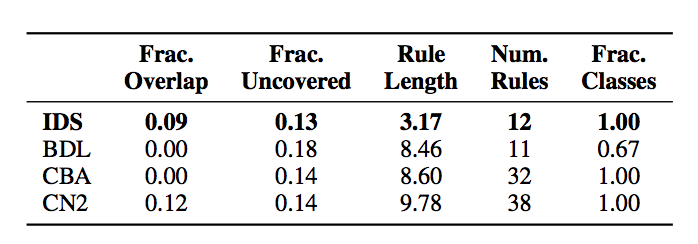 Frac. Frac. Rule Num. Frac.
Overlap Uncovered Length Rules Classes
IDS 0.09 0.13 3.17 12 1.00
BDL 0.00 0.18 8.46 11 0.67
CBA 0.00 0.14 8.60 32 1.00
CN2 0.12 0.14 9.78 38 1.00